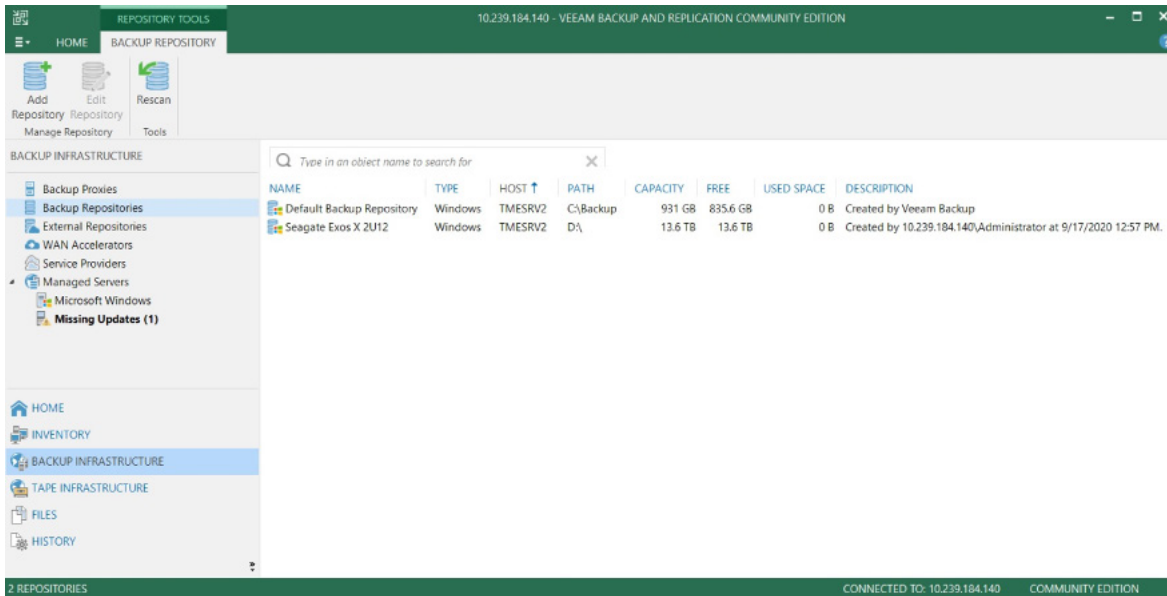 REPOSITORY TOOLS
10.239.184.140 - VEEAM BACKUP AND REPLICATION COMMUNITY EDITION
HOME BACKUP REPOSITORY
Add Repository
Edit Repository
Rescan
Manage Repository Tools
BACKUP INFRASTRUCTURE
Backup Proxies
Backup Repositories
External Repositories
WAN Accelerators
Service Providers
Managed Servers
Microsoft Windows
Missing Updates (1)
HOME
INVENTORY
BACKUP INFRASTRUCTURE
TAPE INFRASTRUCTURE
FILES
HISTORY
Type in an object name to search for
NAME TYPE HOST ↑ PATH CAPACITY FREE USED SPACE DESCRIPTION
Default Backup Repository Windows TMESRV2 C:\Backup 931 GB 835.6 GB 0 B Created by Veeam Backup
Seagate Exos X 2U12 Windows TMESRV2 D:\ 13.6 TB 13.6 TB 0 B Created by 10.239.184.140\Administrator at 9/17/2020 12:57 PM.
2 REPOSITORIES CONNECTED TO: 10.239.184.140 COMMUNITY EDITION